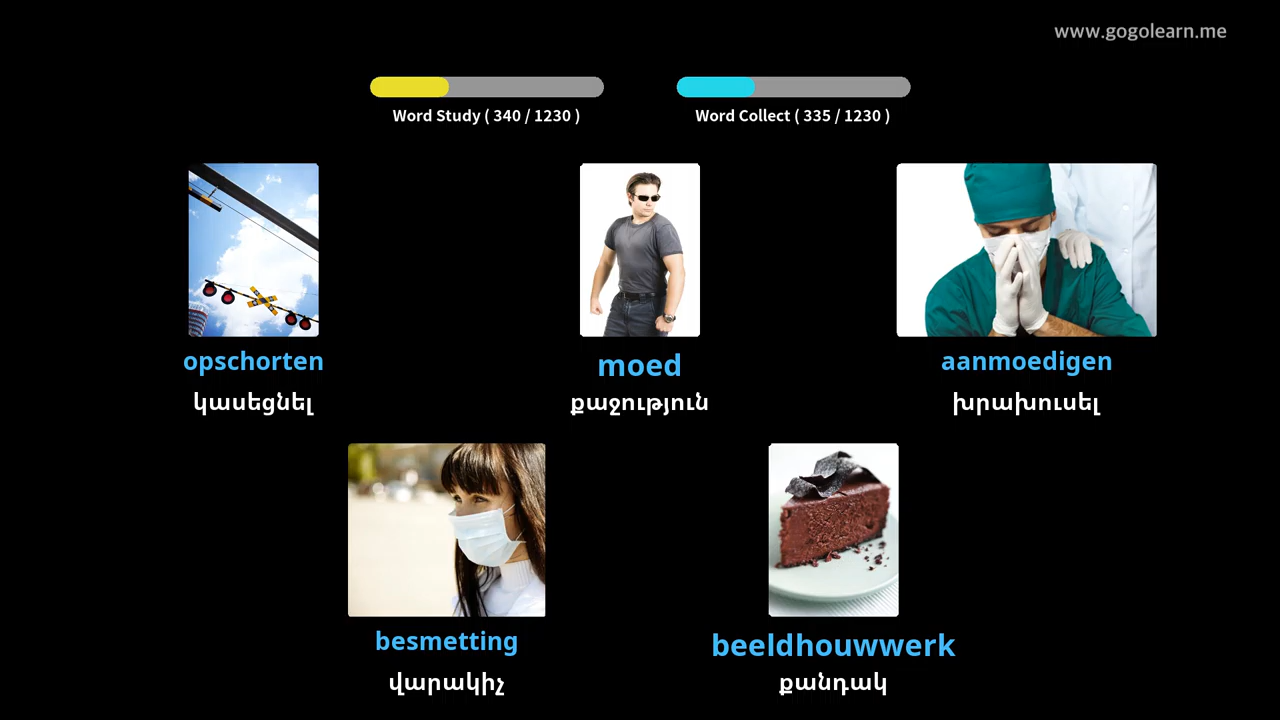 www.gogolearn.me
Word Study ( 340 / 1230 )
Word Collect ( 335 / 1230 )
opschorten
կասեցնել
moed
քաջություն
aanmoedigen
խրախուսել
besmetting
վարակիչ
beeldhouwwerk
քանդակ